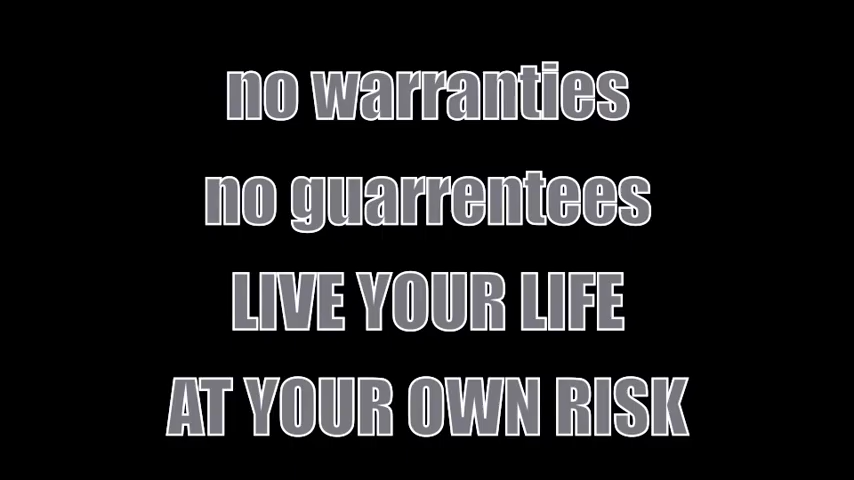 no warranties
no guarrentees
LIVE YOUR LIFE
AT YOUR OWN RISK